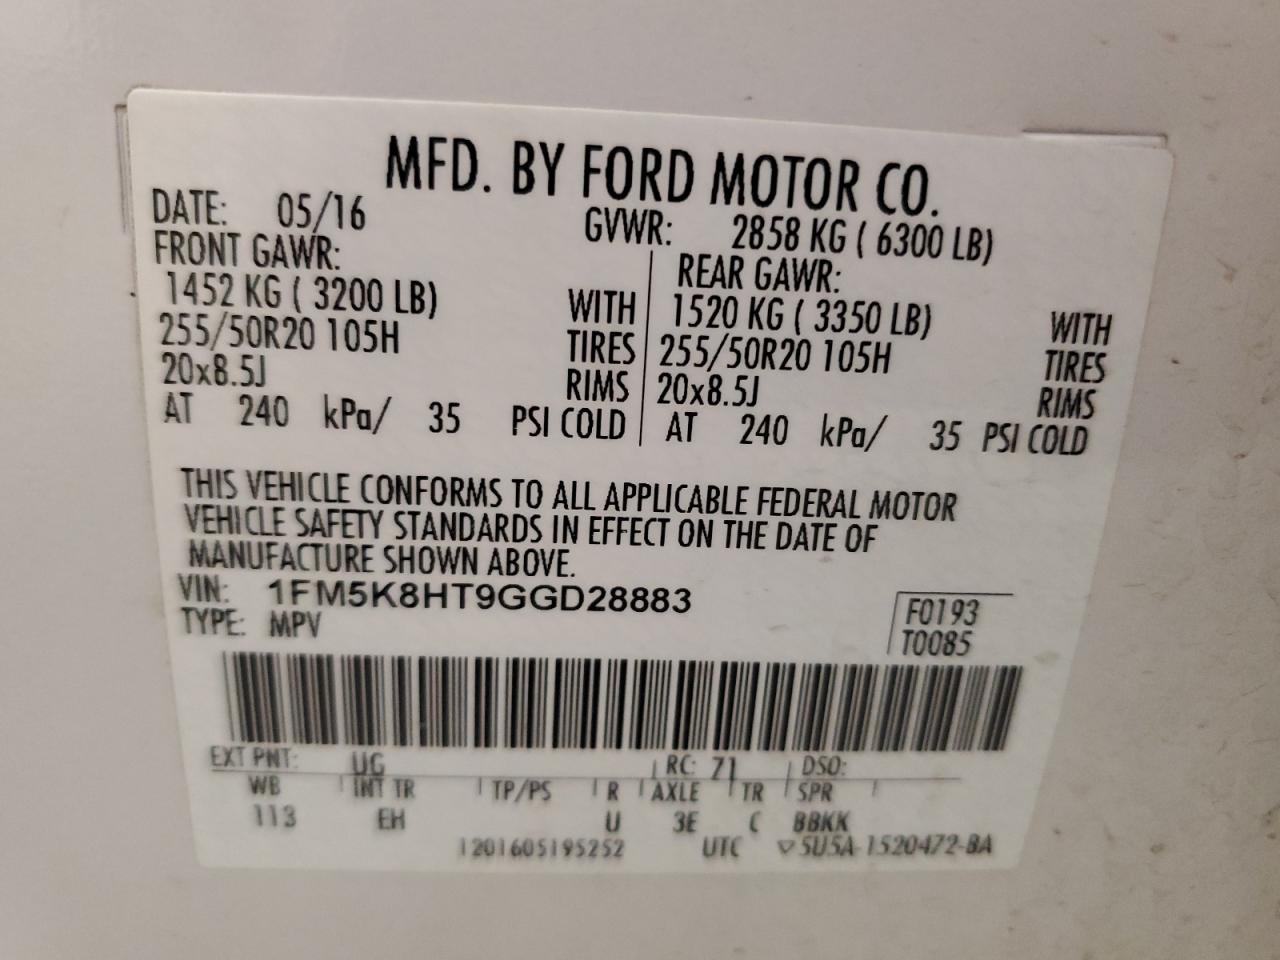 MFD. BY FORD MOTOR CO.
DATE: 05/16 GVWR: 2858 KG ( 6300 LB)
FRONT GAWR: REAR GAWR:
1452 KG ( 3200 LB) WITH 1520 KG ( 3350 LB) WITH
255/50R20 105H TIRES 255/50R20 105H TIRES
20x8.5J RIMS 20x8.5J RIMS
AT 240 kPa/ 35 PSI COLD AT 240 kPa/ 35 PSI COLD
THIS VEHICLE CONFORMS TO ALL APPLICABLE FEDERAL MOTOR
VEHICLE SAFETY STANDARDS IN EFFECT ON THE DATE OF
MANUFACTURE SHOWN ABOVE.
VIN: 1FM5K8HT9GGD28883 F0193
TYPE: MPV T0085
EXT PNT: UG RC: 71 DSO:
WB INT TR TP/PS R AXLE TR SPR
113 EH U 3E C BBKK
1201605195252 UTC ▽5U5A-1520472-BA